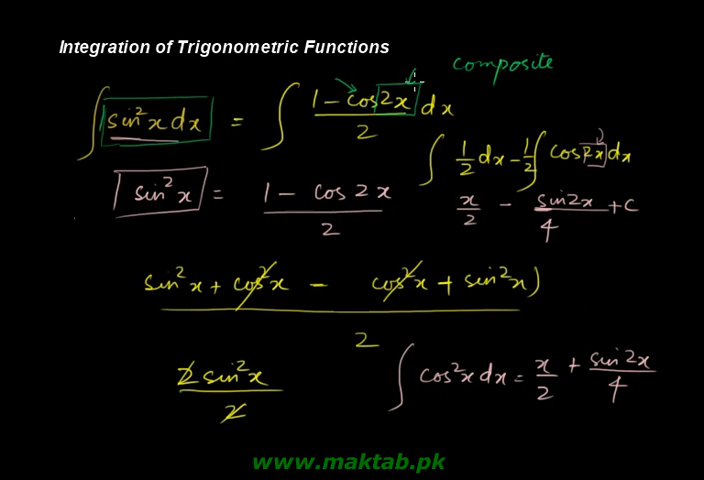 Integration of Trigonometric Functions
composite
∫ sin²x dx = ∫ (1 - cos2x)/2 dx
∫ 1/2 dx - 1/2 ∫ cos2x dx
sin²x = (1 - cos 2x)/2
x/2 - sin2x/4 + c
(sin²x + cos²x - cos²x + sin²x))/2
2 sin²x/2
∫ cos²x dx = x/2 + sin2x/4
www.maktab.pk